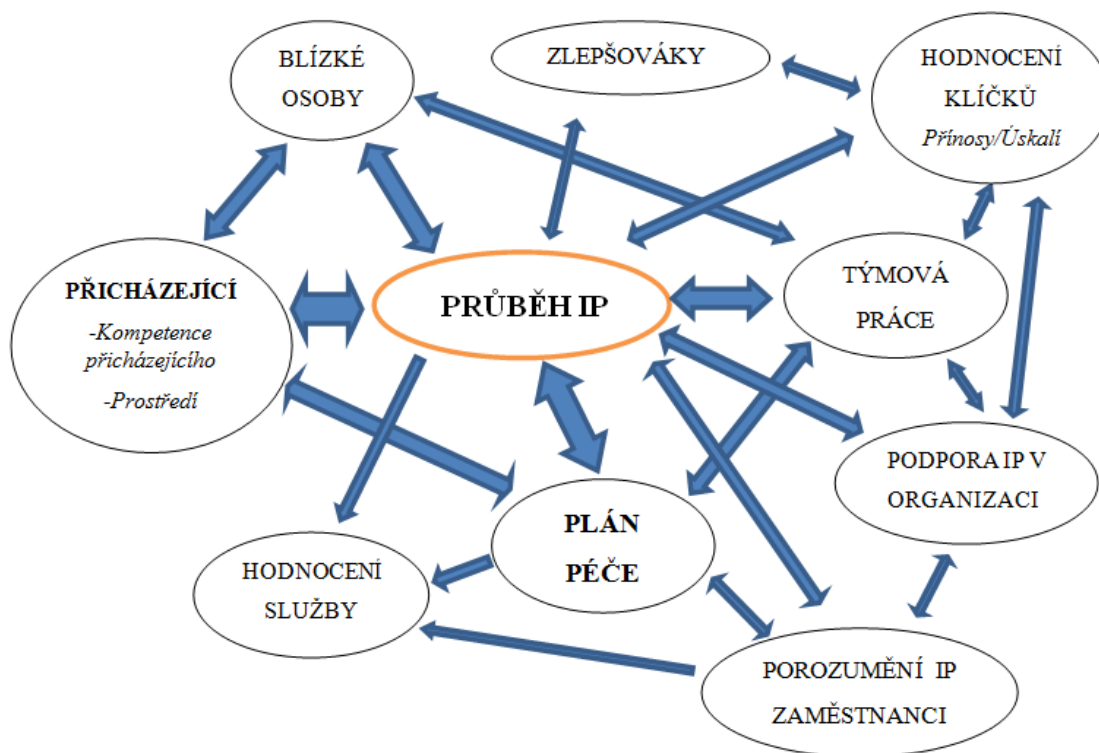 BLÍZKÉ
OSOBY
ZLEPŠOVÁKY
HODNOCENÍ
KLÍČKŮ
Přínosy/Úskalí
PŘICHÁZEJÍCÍ
-Kompetence
přicházejícího
-Prostředí
PRŮBĚH IP
TÝMOVÁ
PRÁCE
PODPORA IP V
ORGANIZACI
PLÁN
PÉČE
HODNOCENÍ
SLUŽBY
POROZUMĚNÍ IP
ZAMĚSTNANCI